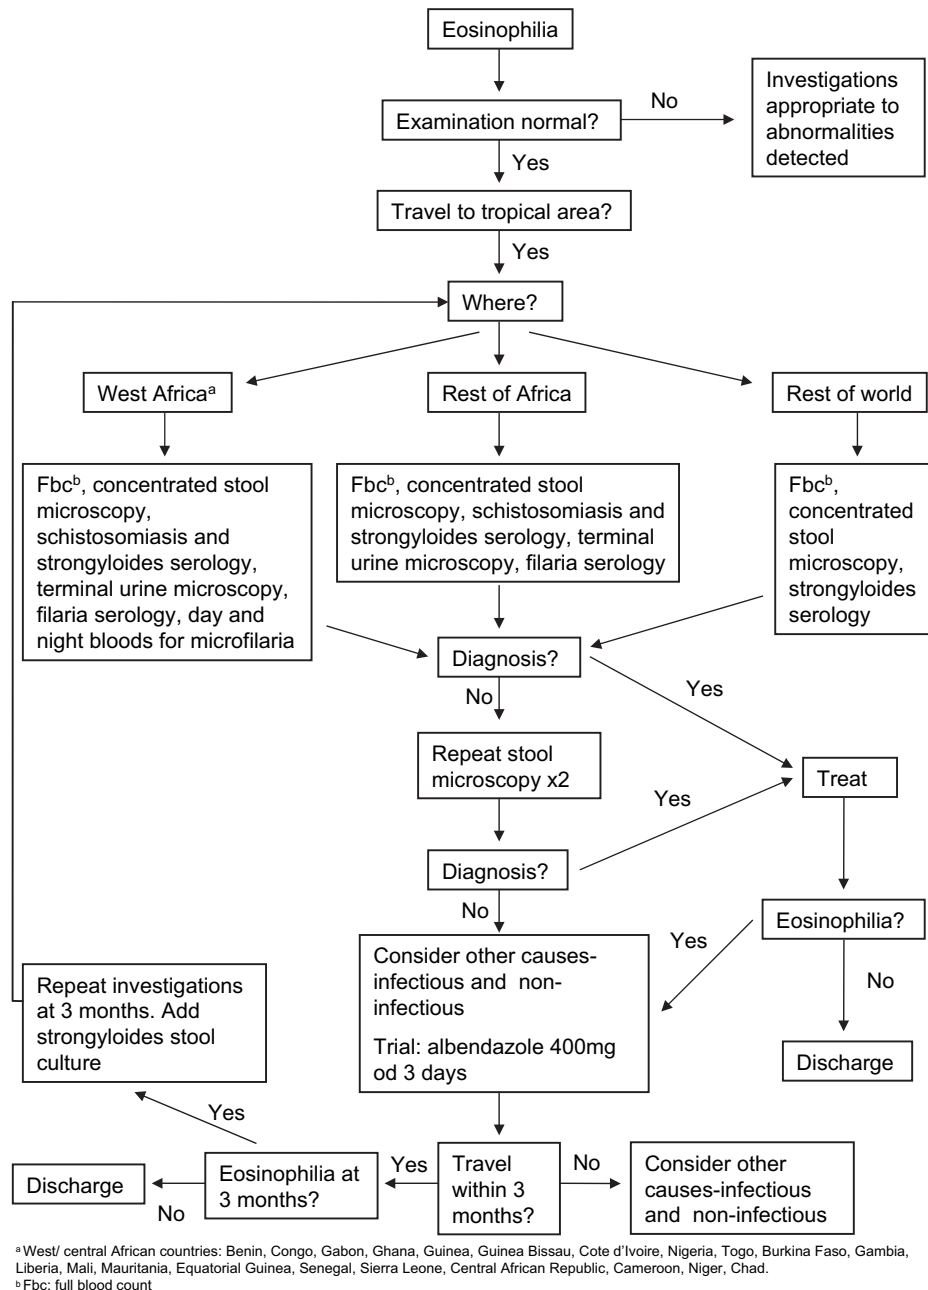 Eosinophilia
Examination normal?
No
Investigations
appropriate to
abnormalities
detected
Yes
Travel to tropical area?
Yes
Where?
West Africaᵃ
Rest of Africa
Rest of world
Fbcᵇ, concentrated stool
microscopy,
schistosomiasis and
strongyloides serology,
terminal urine microscopy,
filaria serology, day and
night bloods for microfilaria
Fbcᵇ, concentrated stool
microscopy, schistosomiasis and
strongyloides serology, terminal
urine microscopy, filaria serology
Fbcᵇ,
concentrated
stool
microscopy,
strongyloides
serology
Diagnosis?
No
Yes
Repeat stool
microscopy x2
Yes
Treat
Diagnosis?
No
Eosinophilia?
Yes
No
Consider other causes-
infectious and non-
infectious
Trial: albendazole 400mg
od 3 days
Discharge
Repeat investigations
at 3 months. Add
strongyloides stool
culture
Yes
Discharge
No
Eosinophilia at
3 months?
Yes
Travel
within 3
months?
No
Consider other
causes-infectious
and non-infectious
ᵃ West/ central African countries: Benin, Congo, Gabon, Ghana, Guinea, Guinea Bissau, Cote d'Ivoire, Nigeria, Togo, Burkina Faso, Gambia,
Liberia, Mali, Mauritania, Equatorial Guinea, Senegal, Sierra Leone, Central African Republic, Cameroon, Niger, Chad.
ᵇ Fbc: full blood count